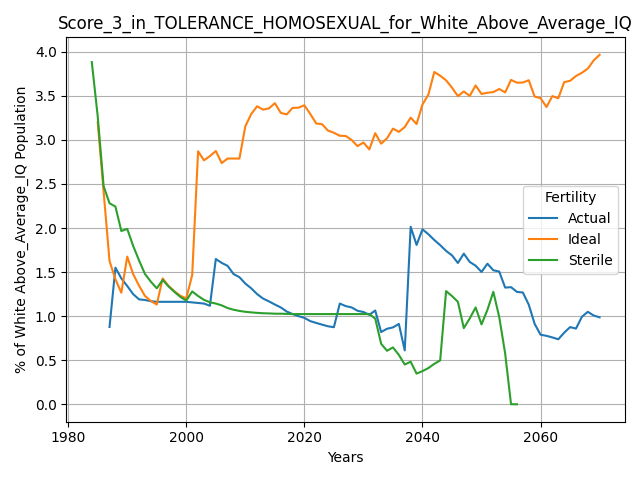 Score_3_in_TOLERANCE_HOMOSEXUAL_for_White_Above_Average_IQ
% of White Above_Average_IQ Population
4.0
3.5
3.0
2.5
2.0
1.5
1.0
0.5
0.0
Fertility
Actual
Ideal
Sterile
1980
2000
2020
2040
2060
Years